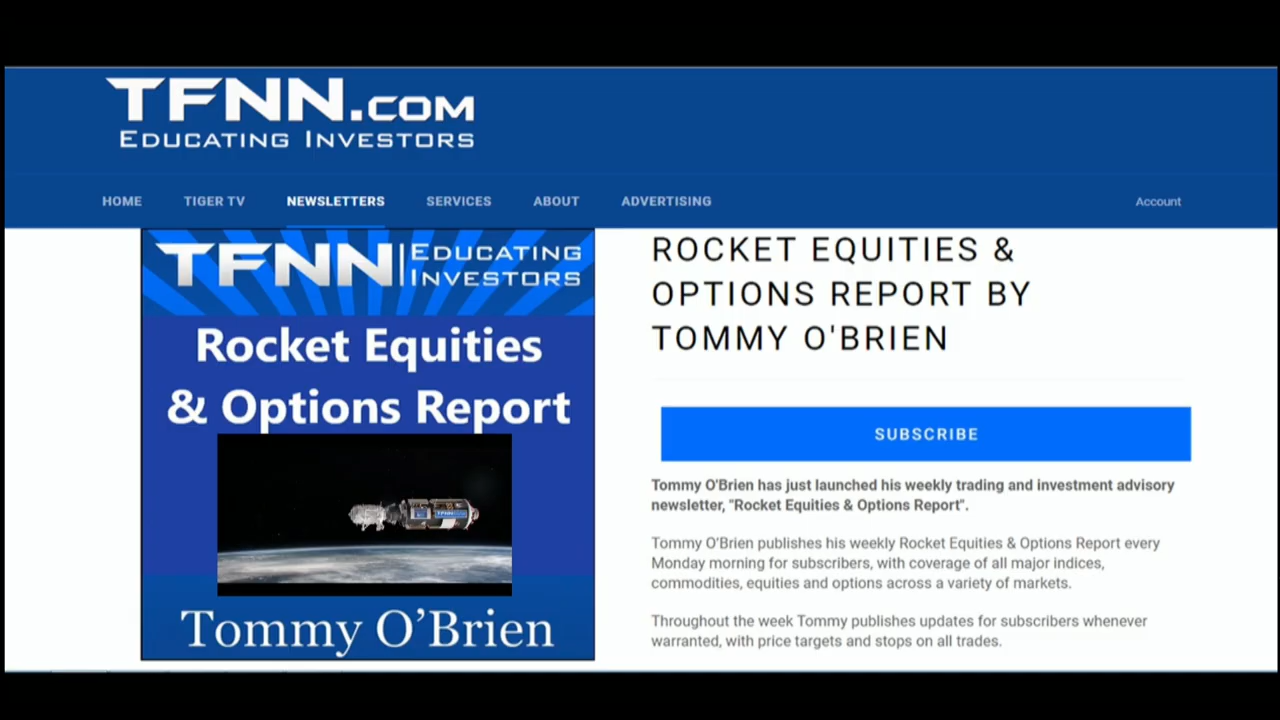 TFNN.COM
EDUCATING INVESTORS
HOME TIGER TV NEWSLETTERS SERVICES ABOUT ADVERTISING Account
TFNN | EDUCATING
INVESTORS
Rocket Equities
& Options Report
TFNN
Tommy O’Brien
ROCKET EQUITIES &
OPTIONS REPORT BY
TOMMY O'BRIEN
SUBSCRIBE
Tommy O'Brien has just launched his weekly trading and investment advisory
newsletter, "Rocket Equities & Options Report".
Tommy O'Brien publishes his weekly Rocket Equities & Options Report every
Monday morning for subscribers, with coverage of all major indices,
commodities, equities and options across a variety of markets.
Throughout the week Tommy publishes updates for subscribers whenever
warranted, with price targets and stops on all trades.